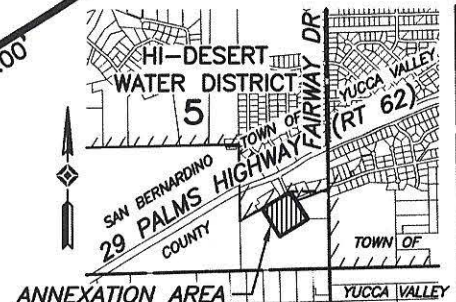 00'
HI-DESERT
WATER DISTRICT
5
FAIRWAY DR
YUCCA VALLEY
TOWN OF
(RT 62)
SAN BERNARDINO
29 PALMS HIGHWAY
COUNTY
TOWN OF
ANNEXATION AREA
YUCCA VALLEY